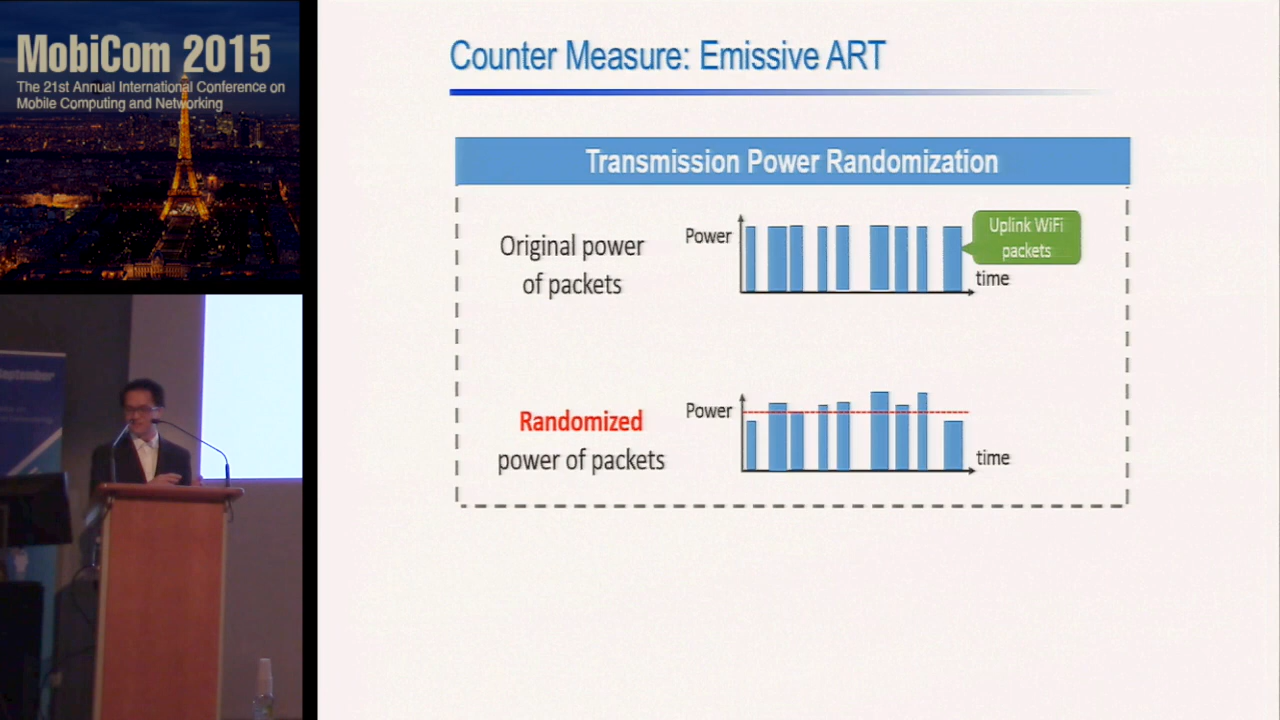 MobiCom 2015
The 21st Annual International Conference on
Mobile Computing and Networking
Counter Measure: Emissive ART
Transmission Power Randomization
Original power
of packets
Power
time
Uplink WiFi
packets
Randomized
power of packets
Power
time